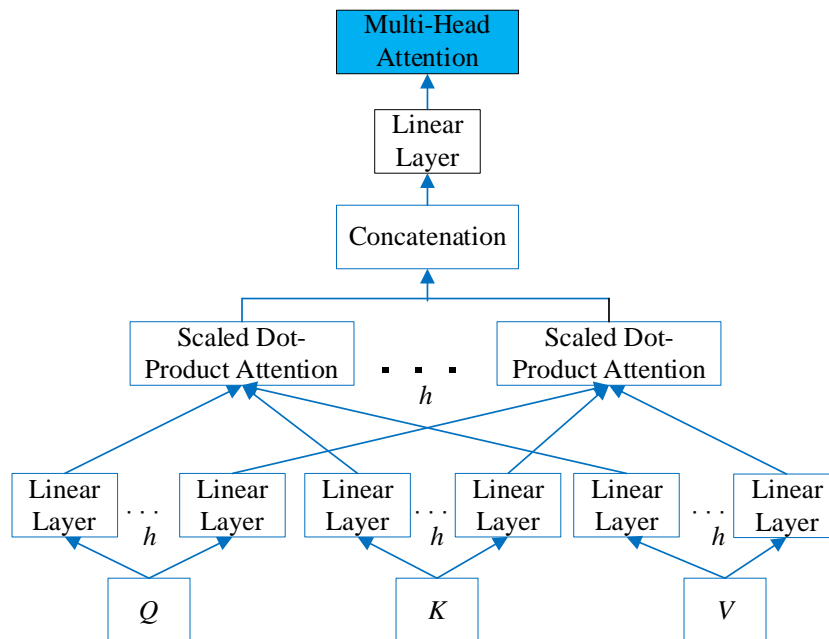 Multi-Head
Attention
Linear
Layer
Concatenation
Scaled Dot-
Product Attention
. . .
h
Scaled Dot-
Product Attention
Linear
Layer
. . .
h
Linear
Layer
Linear
Layer
. . .
h
Linear
Layer
Linear
Layer
. . .
h
Linear
Layer
Q
K
V